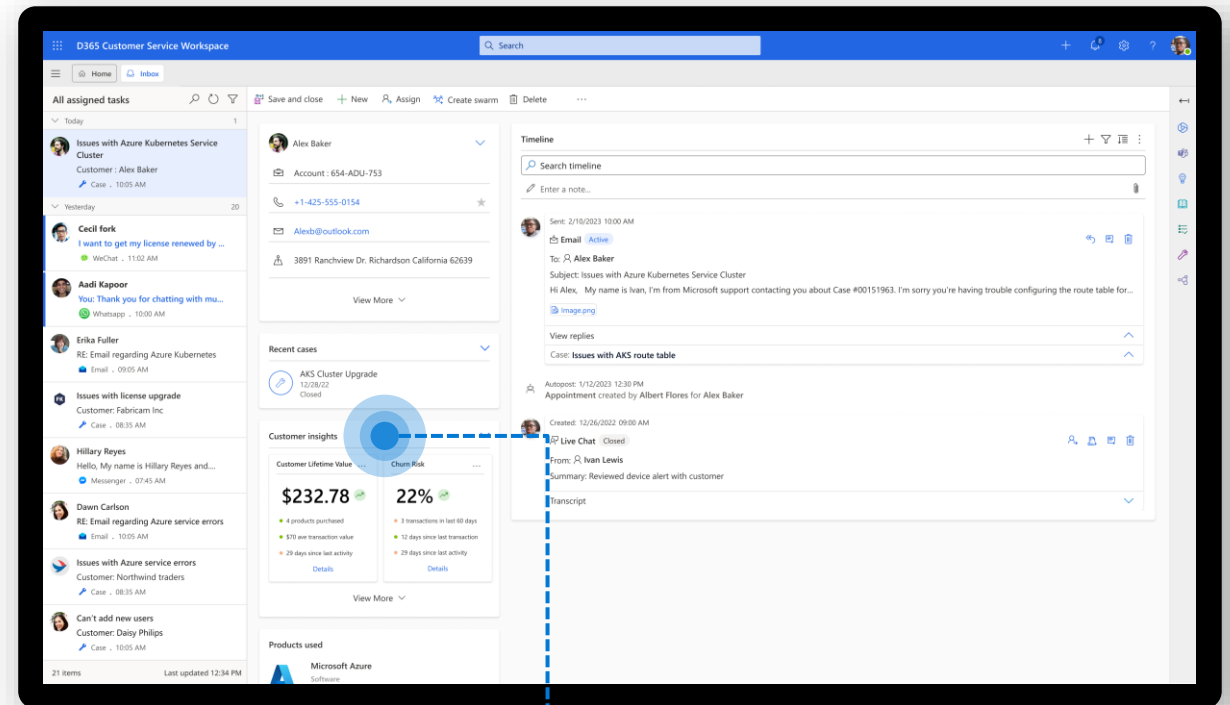 D365 Customer Service Workspace
Search
?
Home
Inbox
All assigned tasks
Save and close
New
Assign
Create swarm
Delete
...
Today
1
Issues with Azure Kubernetes Service
Cluster
Customer : Alex Baker
Case . 10:05 AM
Yesterday
20
Cecil fork
I want to get my license renewed by ...
WeChat . 11:02 AM
Aadi Kapoor
You: Thank you for chatting with mu...
Whatsapp . 10:00 AM
Erika Fuller
RE: Email regarding Azure Kubernetes
Email . 09:05 AM
Issues with license upgrade
Customer: Fabricam Inc
Case . 08:35 AM
Hillary Reyes
Hello, My name is Hillary Reyes and...
Messenger . 07:45 AM
Dawn Carlson
RE: Email regarding Azure service errors
Email . 10:05 AM
Issues with Azure service errors
Customer: Northwind traders
Case . 08:35 AM
Can't add new users
Customer: Daisy Philips
Case . 10:05 AM
21 items
Last updated 12:34 PM
Alex Baker
Account : 654-ADU-753
+1-425-555-0154
Alexb@outlook.com
3891 Ranchview Dr. Richardson California 62639
View More
Recent cases
AKS Cluster Upgrade
12/28/22
Closed
Customer insights
Customer Lifetime Value ...
$232.78
4 products purchased
$70 ave transaction value
29 days since last activity
Details
Churn Risk ...
22%
3 transactions in last 60 days
12 days since last transaction
29 days since last activity
Details
View More
Products used
Microsoft Azure
Software
Timeline
Search timeline
Enter a note...
Sent: 2/10/2023 10:00 AM
Email Active
To: Alex Baker
Subject: Issues with Azure Kubernetes Service Cluster
Hi Alex, My name is Ivan, I'm from Microsoft support contacting you about Case #00151963. I'm sorry you're having trouble configuring the route table for...
Image.png
View replies
Case: Issues with AKS route table
Autopost: 1/12/2023 12:30 PM
Appointment created by Albert Flores for Alex Baker
Created: 12/26/2022 09:00 AM
Live Chat Closed
From: Ivan Lewis
Summary: Reviewed device alert with customer
Transcript